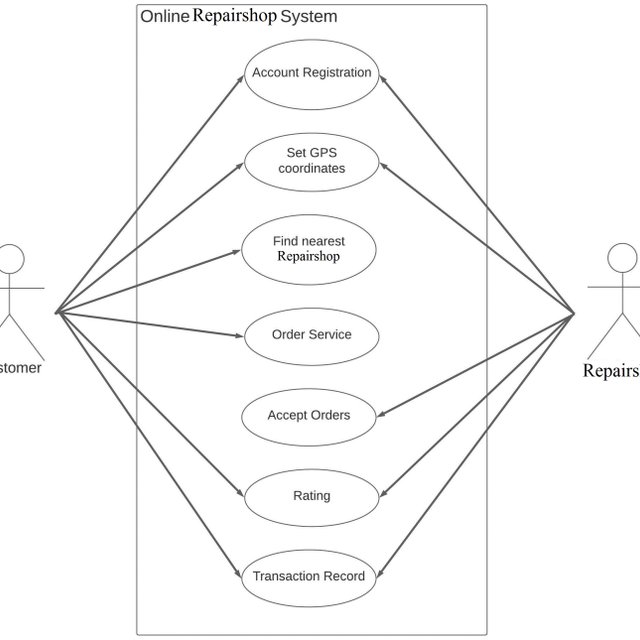 Online Repairshop System
Account Registration
Set GPS
coordinates
Find nearest
Repairshop
Order Service
stomer
Repairs
Accept Orders
Rating
Transaction Record